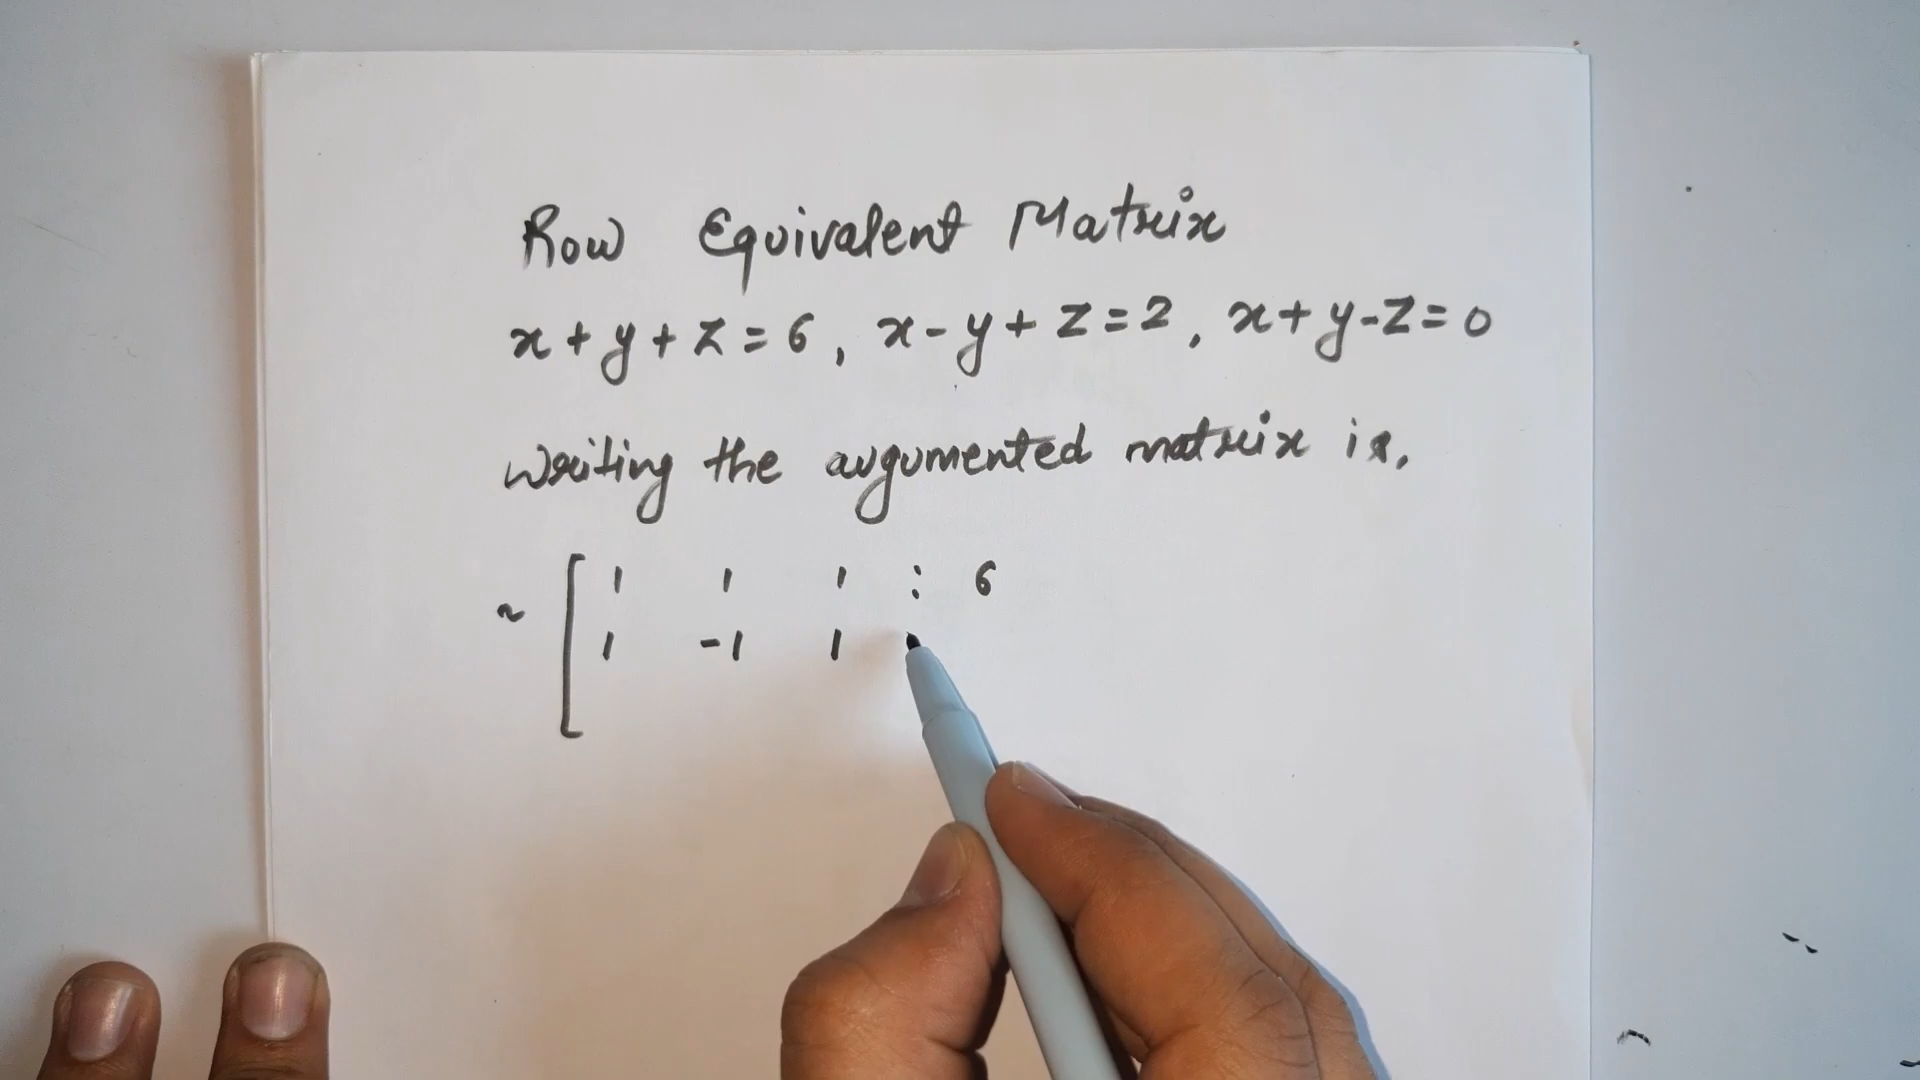 Row Equivalent Matrix
x + y + z = 6, x - y + z = 2, x + y - z = 0
Writing the augumented matrix is,
~ [ 1 1 1 : 6
1 -1 1